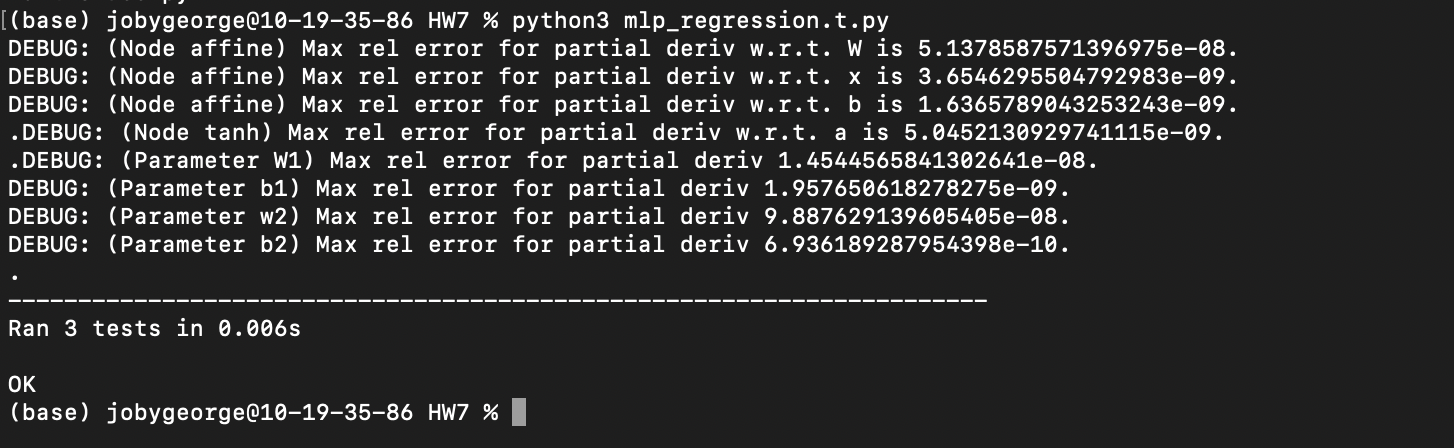 [(base) jobygeorge@10-19-35-86 HW7 % python3 mlp_regression.t.py
DEBUG: (Node affine) Max rel error for partial deriv w.r.t. W is 5.1378587571396975e-08.
DEBUG: (Node affine) Max rel error for partial deriv w.r.t. x is 3.6546295504792983e-09.
DEBUG: (Node affine) Max rel error for partial deriv w.r.t. b is 1.6365789043253243e-09.
.DEBUG: (Node tanh) Max rel error for partial deriv w.r.t. a is 5.0452130929741115e-09.
.DEBUG: (Parameter W1) Max rel error for partial deriv 1.4544565841302641e-08.
DEBUG: (Parameter b1) Max rel error for partial deriv 1.957650618278275e-09.
DEBUG: (Parameter w2) Max rel error for partial deriv 9.887629139605405e-08.
DEBUG: (Parameter b2) Max rel error for partial deriv 6.936189287954398e-10.
.
----------------------------------------------------------------------
Ran 3 tests in 0.006s
OK
(base) jobygeorge@10-19-35-86 HW7 %